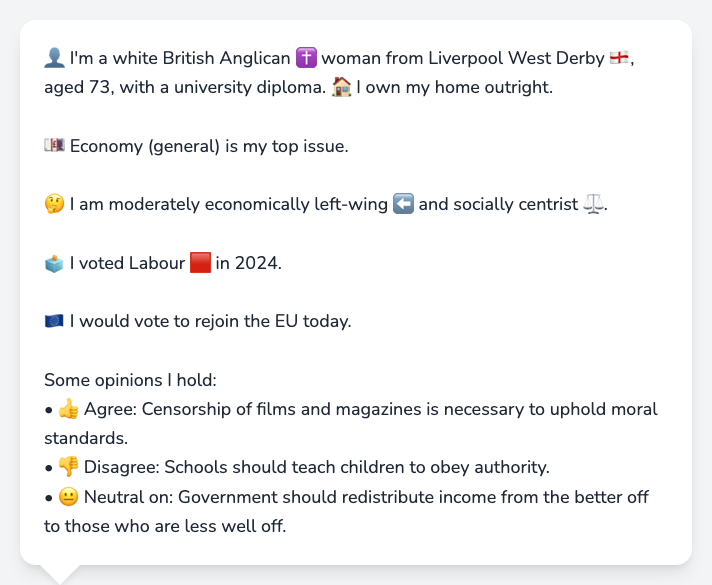 👤 I'm a white British Anglican ✝️ woman from Liverpool West Derby 🏴󠁧󠁢󠁥󠁮󠁧󠁿,
aged 73, with a university diploma. 🏠 I own my home outright.
💷 Economy (general) is my top issue.
🤔 I am moderately economically left-wing ⬅️ and socially centrist ⚖️.
🗳️ I voted Labour 🟥 in 2024.
🇪🇺 I would vote to rejoin the EU today.
Some opinions I hold:
• 👍 Agree: Censorship of films and magazines is necessary to uphold moral
standards.
• 👎 Disagree: Schools should teach children to obey authority.
• 😐 Neutral on: Government should redistribute income from the better off
to those who are less well off.